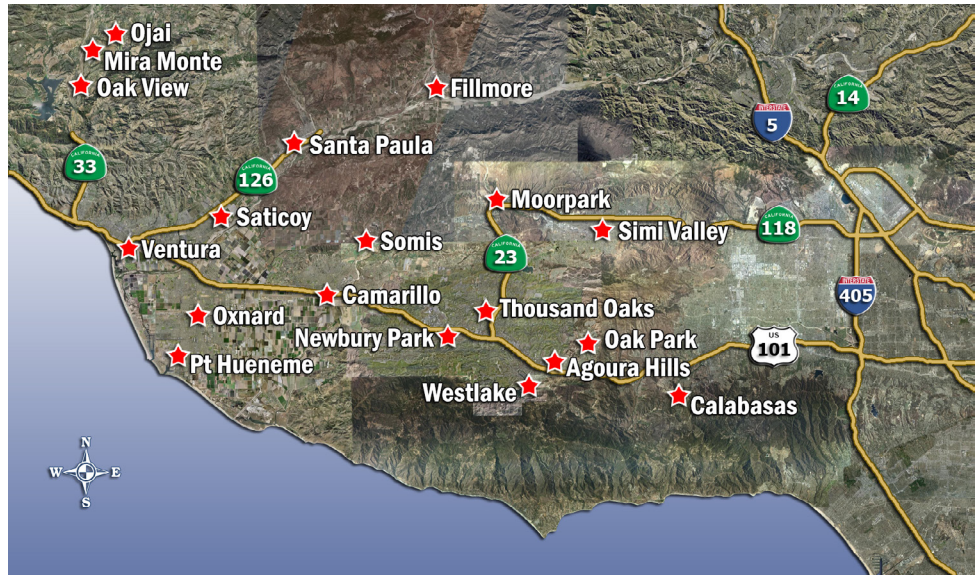 Ojai
Mira Monte
Oak View
Fillmore
INTERSTATE
5
CALIFORNIA
14
CALIFORNIA
33
CALIFORNIA
126
Santa Paula
Moorpark
Saticoy
Somis
Simi Valley
CALIFORNIA
118
Ventura
CALIFORNIA
23
Camarillo
INTERSTATE
405
Oxnard
Thousand Oaks
Newbury Park
Oak Park
US
101
Pt Hueneme
Agoura Hills
Westlake
Calabasas
N
W
E
S